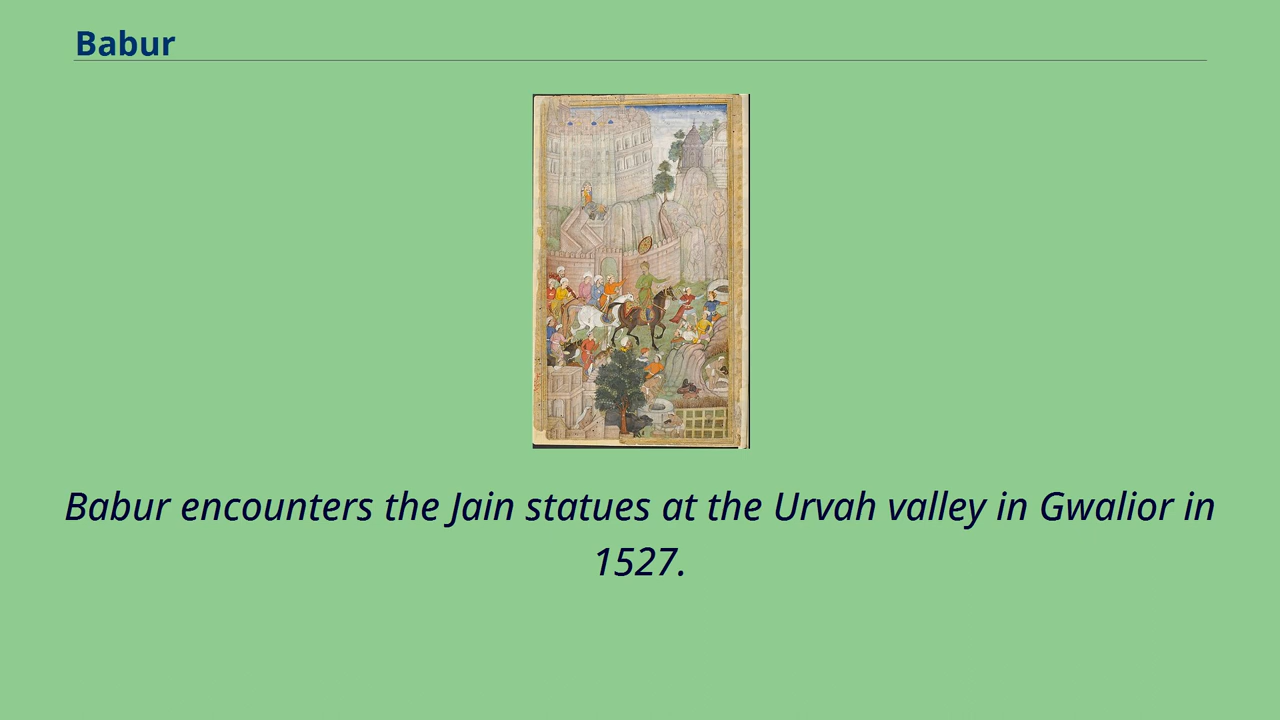 Babur
Babur encounters the Jain statues at the Urvah valley in Gwalior in
1527.